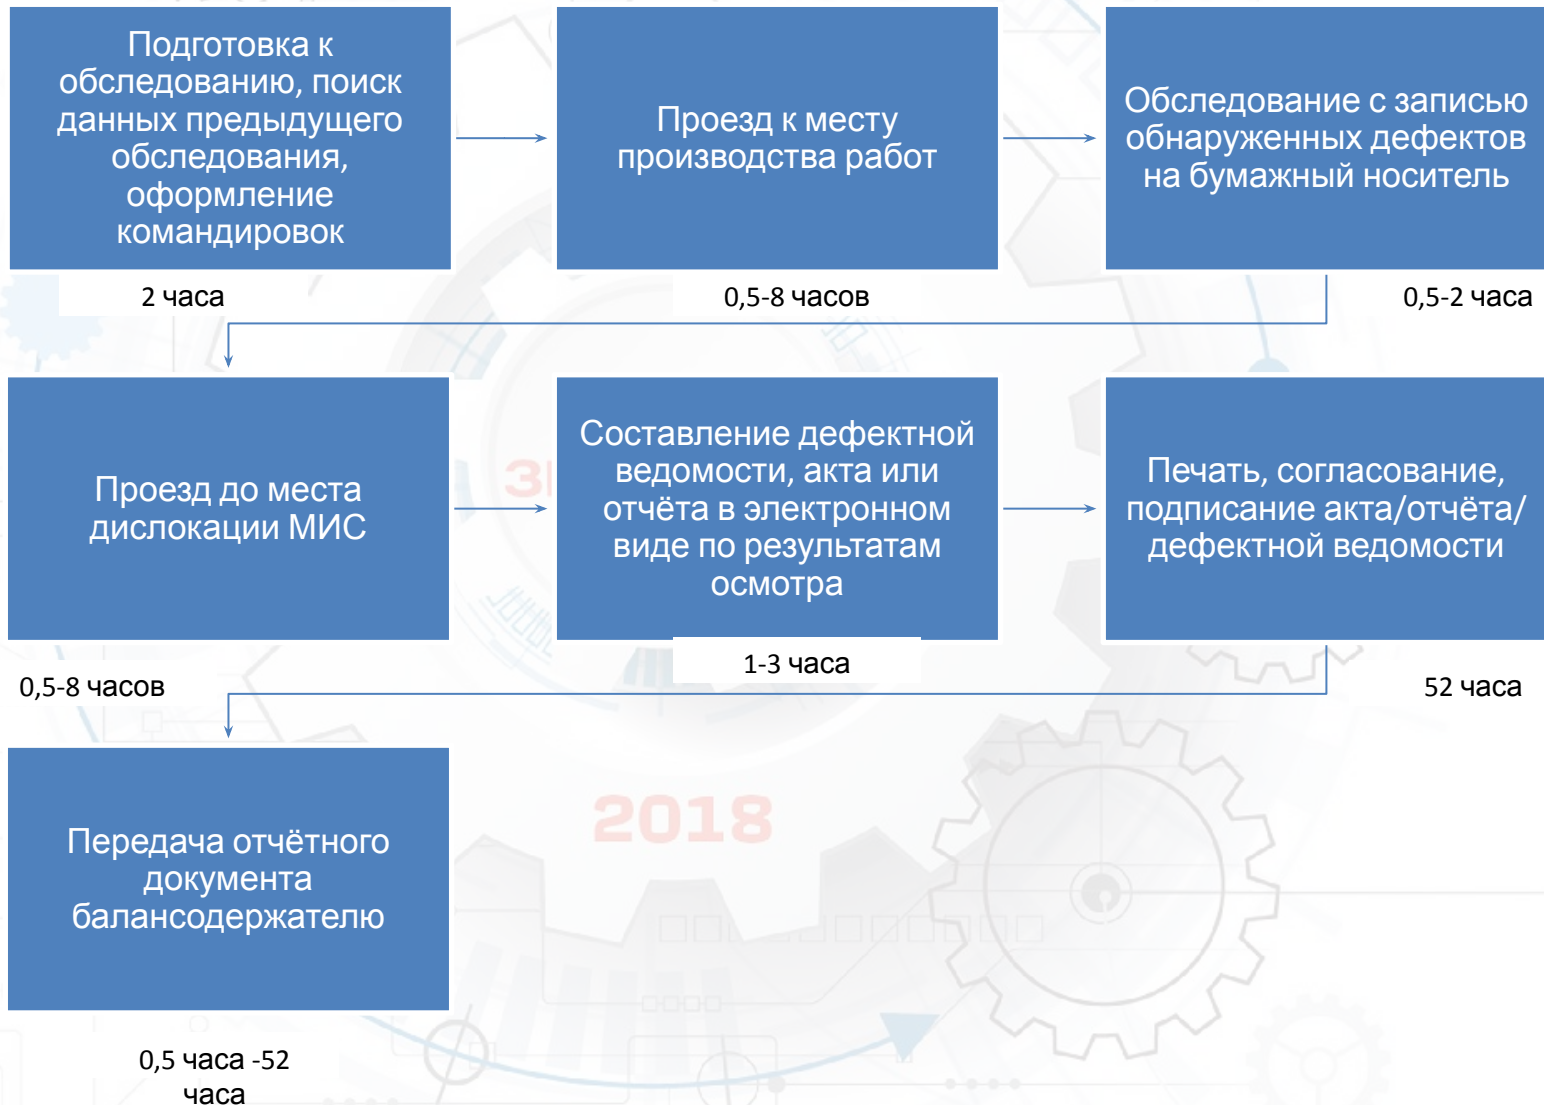 Подготовка к
обследованию, поиск
данных предыдущего
обследования,
оформление
командировок
2 часа
Проезд к месту
производства работ
0,5-8 часов
Обследование с записью
обнаруженных дефектов
на бумажный носитель
0,5-2 часа
Проезд до места
дислокации МИС
0,5-8 часов
Составление дефектной
ведомости, акта или
отчёта в электронном
виде по результатам
осмотра
1-3 часа
Печать, согласование,
подписание акта/отчёта/
дефектной ведомости
52 часа
Передача отчётного
документа
балансодержателю
0,5 часа -52
часа
2018